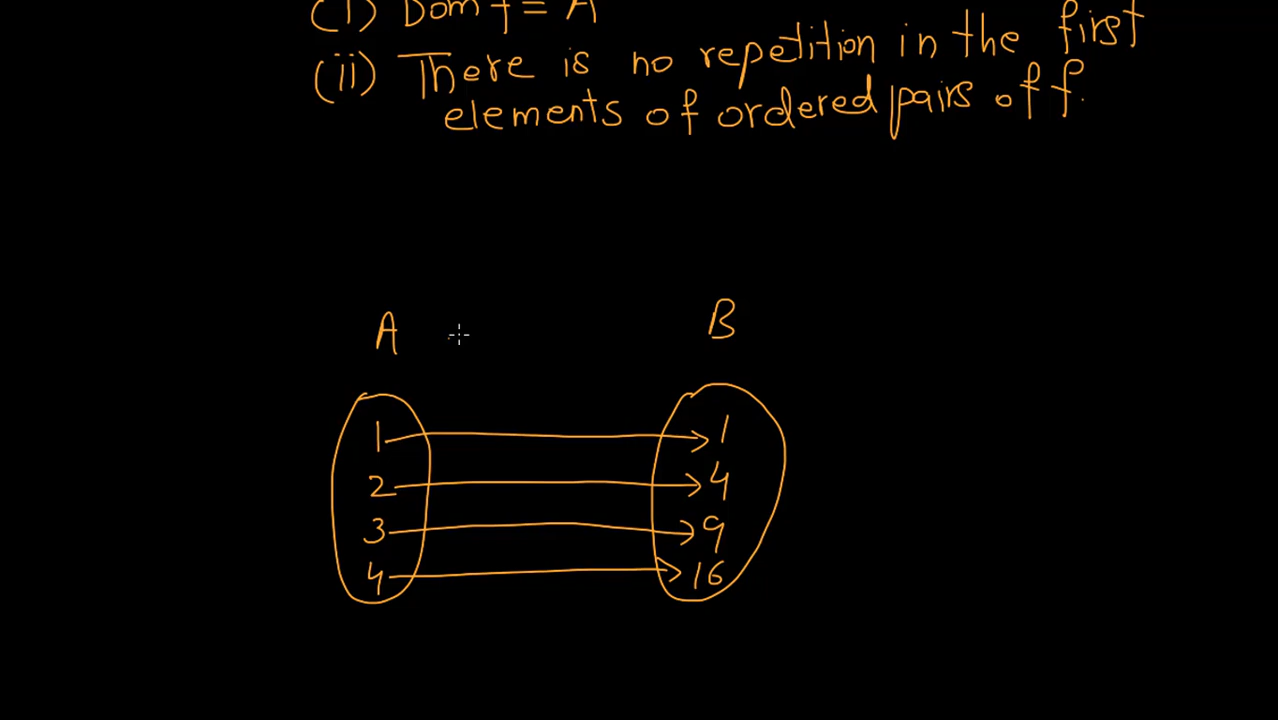 (i) Dom f = A
(ii) There is no repetition in the first
elements of ordered pairs of f.
A B
1 1
2 4
3 9
4 16